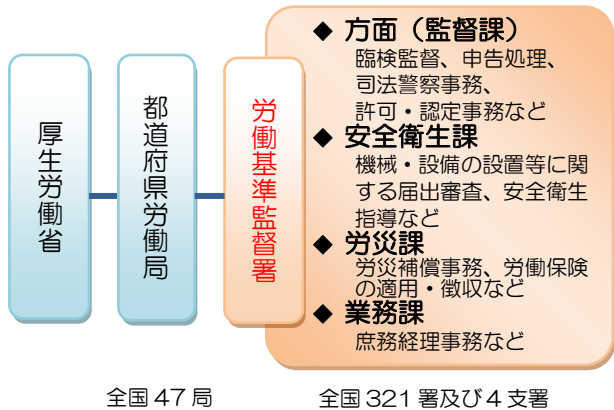 厚生労働省
都道府県労働局
労働基準監督署
◆ 方面（監督課）
臨検監督、申告処理、
司法警察事務、
許可・認定事務など
◆ 安全衛生課
機械・設備の設置等に関
する届出審査、安全衛生
指導など
◆ 労災課
労災補償事務、労働保険
の適用・徴収など
◆ 業務課
庶務経理事務など
全国 47 局
全国 321 署及び 4 支署